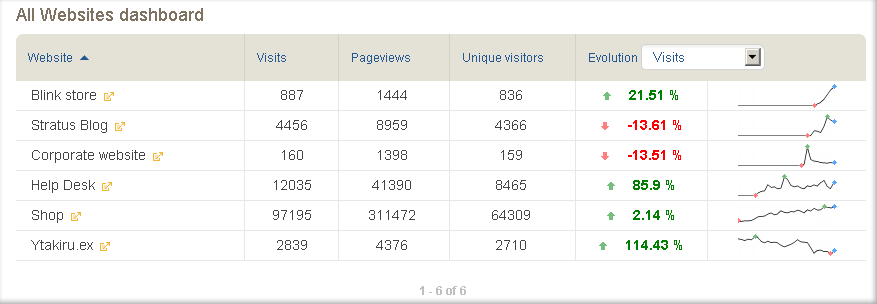 All Websites dashboard
Website Visits Pageviews Unique visitors Evolution Visits
Blink store 887 1444 836 21.51 %
Stratus Blog 4456 8959 4366 -13.61 %
Corporate website 160 1398 159 -13.51 %
Help Desk 12035 41390 8465 85.9 %
Shop 97195 311472 64309 2.14 %
Ytakiru.ex 2839 4376 2710 114.43 %
1 - 6 of 6